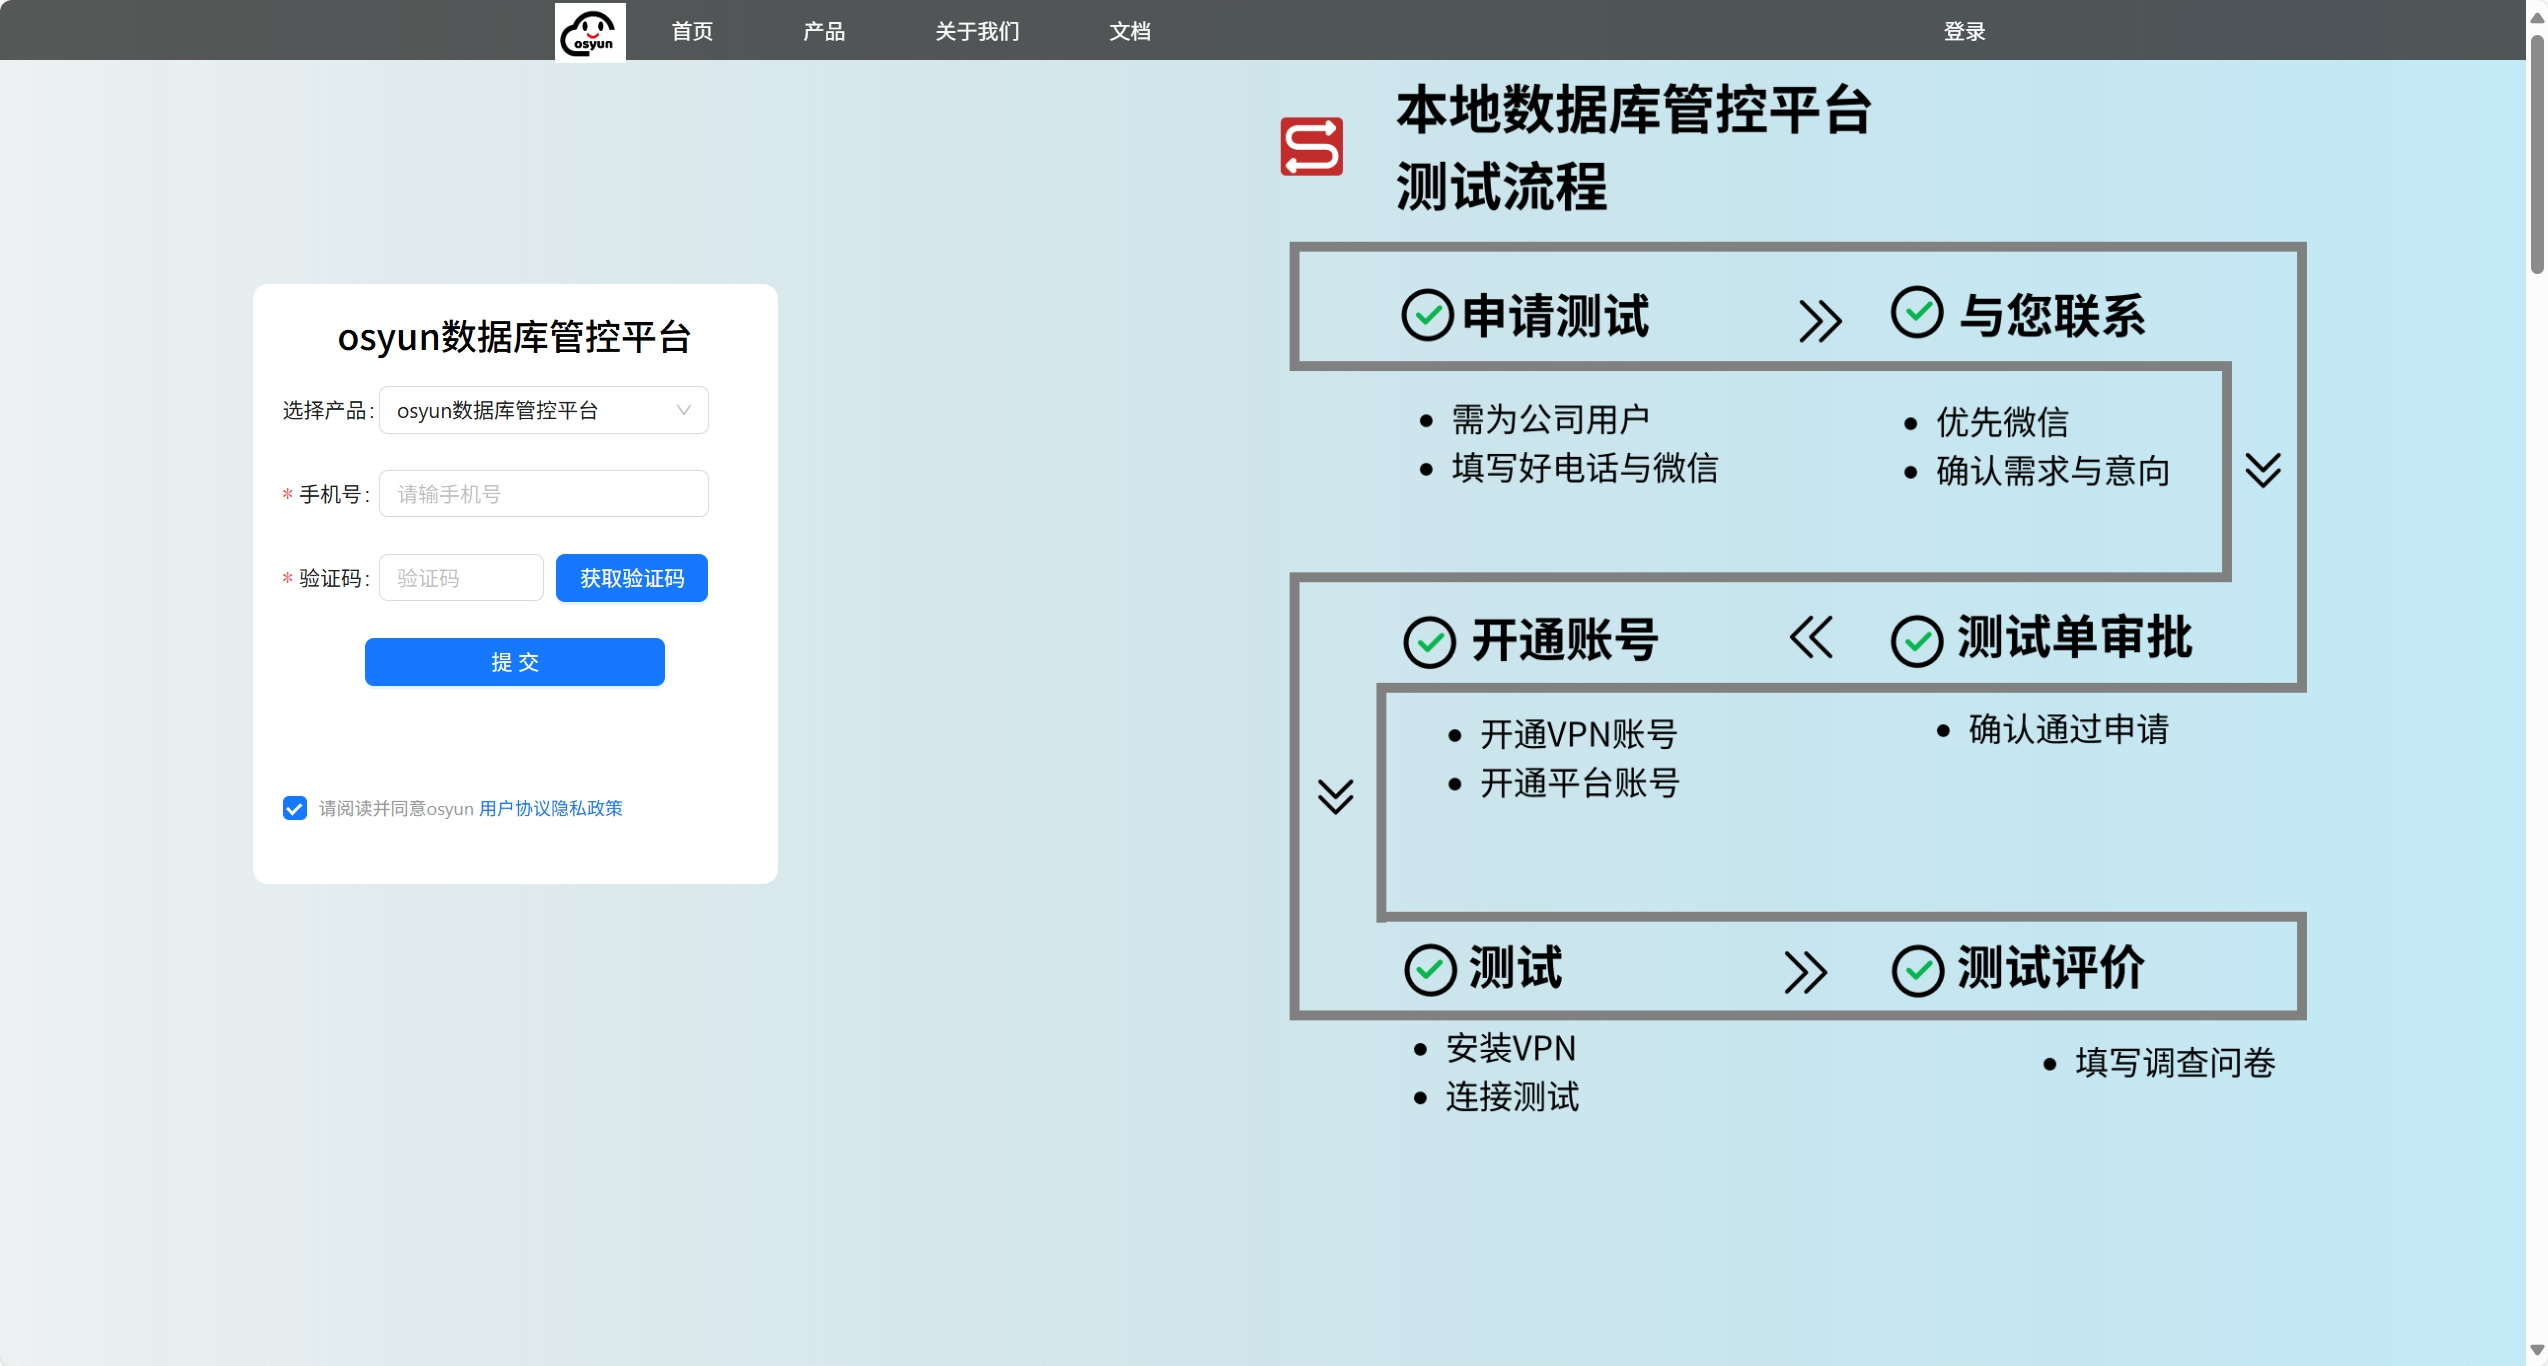 osyun
首页
产品
关于我们
文档
登录
osyun数据库管控平台
选择产品:
osyun数据库管控平台
* 手机号:
请输手机号
* 验证码:
验证码
获取验证码
提 交
请阅读并同意osyun 用户协议隐私政策
本地数据库管控平台
测试流程
申请测试
与您联系
需为公司用户
填写好电话与微信
优先微信
确认需求与意向
开通账号
测试单审批
开通VPN账号
开通平台账号
确认通过申请
测试
测试评价
安装VPN
连接测试
填写调查问卷